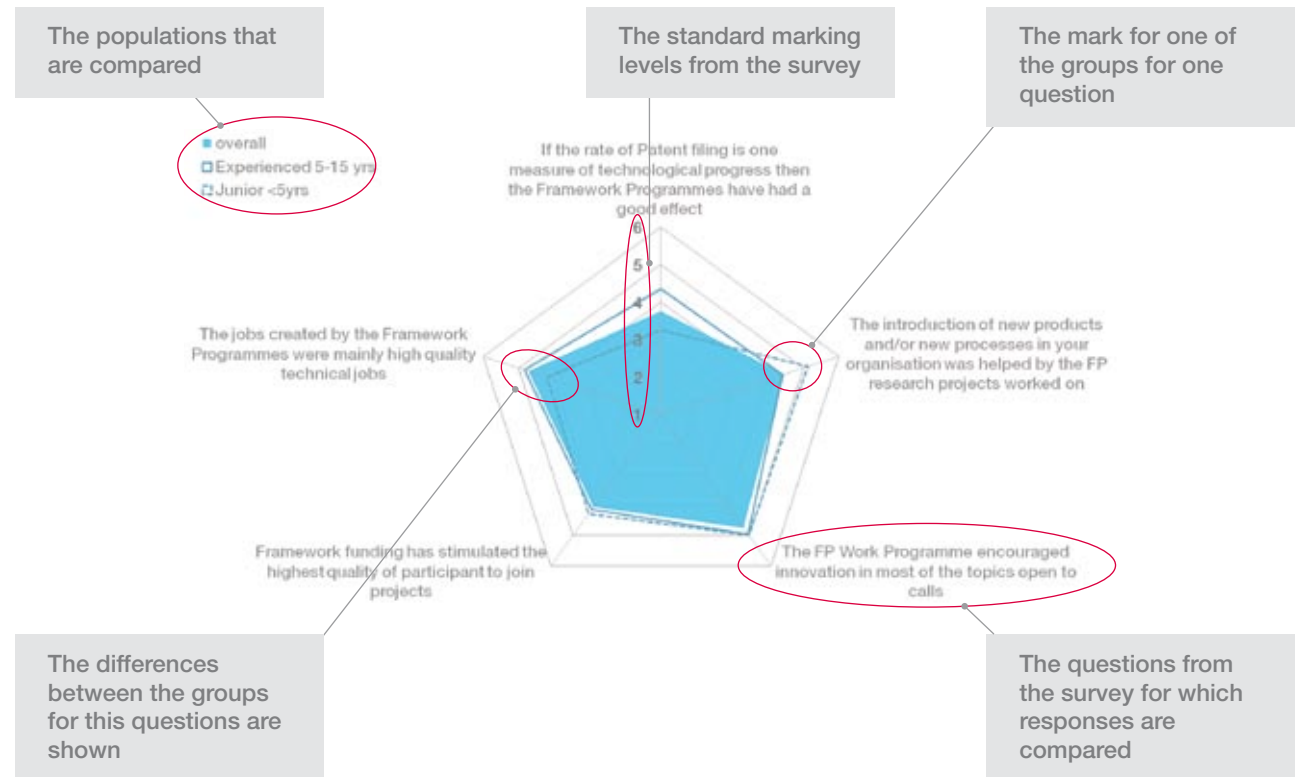 The populations that
are compared
The standard marking
levels from the survey
The mark for one of
the groups for one
question
overall
Experienced 5-15 yrs
Junior <5yrs
If the rate of Patent filing is one
measure of technological progress then
the Framework Programmes have had a
good effect
6
5
4
3
2
1
The jobs created by the Framework
Programmes were mainly high quality
technical jobs
The introduction of new products
and/or new processes in your
organisation was helped by the FP
research projects worked on
Framework funding has stimulated the
highest quality of participant to join
projects
The FP Work Programme encouraged
innovation in most of the topics open to
calls
The differences
between the groups
for this questions are
shown
The questions from
the survey for which
responses are
compared